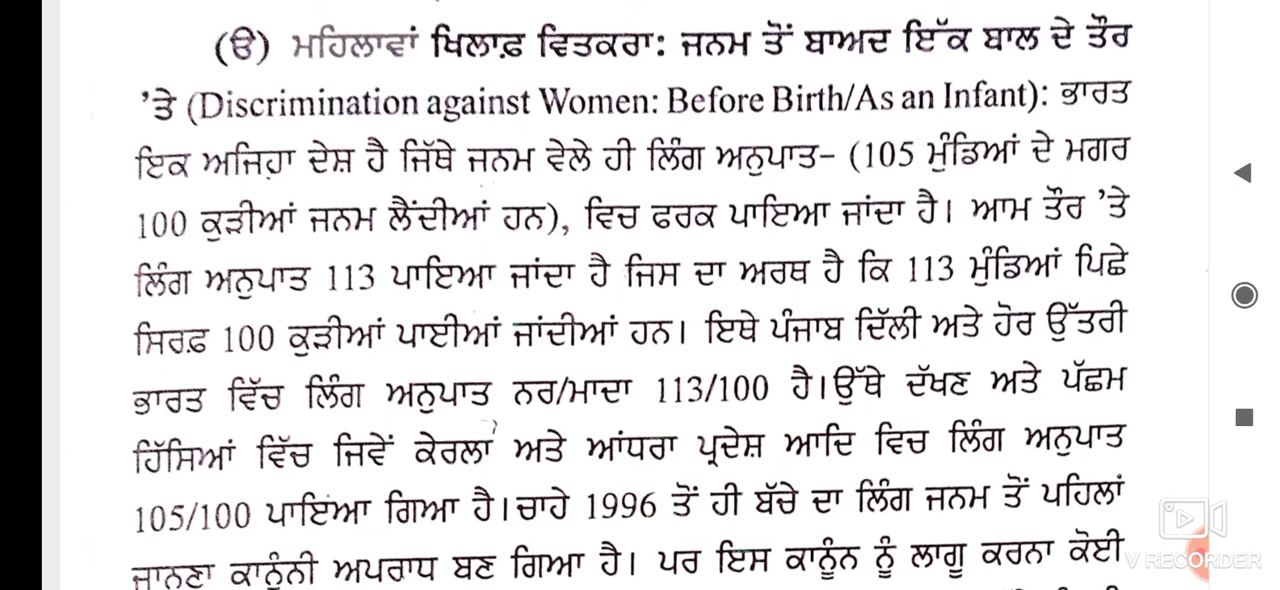 (ੳ) ਮਹਿਲਾਵਾਂ ਖਿਲਾਫ਼ ਵਿਤਕਰਾ: ਜਨਮ ਤੋਂ ਬਾਅਦ ਇੱਕ ਬਾਲ ਦੇ ਤੌਰ
'ਤੇ (Discrimination against Women: Before Birth/As an Infant): ਭਾਰਤ
ਇਕ ਅਜਿਹਾ ਦੇਸ਼ ਹੈ ਜਿੱਥੇ ਜਨਮ ਵੇਲੇ ਹੀ ਲਿੰਗ ਅਨੁਪਾਤ- (105 ਮੁੰਡਿਆਂ ਦੇ ਮਗਰ
100 ਕੁੜੀਆਂ ਜਨਮ ਲੈਂਦੀਆਂ ਹਨ), ਵਿਚ ਫਰਕ ਪਾਇਆ ਜਾਂਦਾ ਹੈ। ਆਮ ਤੌਰ 'ਤੇ
ਲਿੰਗ ਅਨੁਪਾਤ 113 ਪਾਇਆ ਜਾਂਦਾ ਹੈ ਜਿਸ ਦਾ ਅਰਥ ਹੈ ਕਿ 113 ਮੁੰਡਿਆਂ ਪਿਛੇ
ਸਿਰਫ਼ 100 ਕੁੜੀਆਂ ਪਾਈਆਂ ਜਾਂਦੀਆਂ ਹਨ। ਇਥੇ ਪੰਜਾਬ ਦਿੱਲੀ ਅਤੇ ਹੋਰ ਉੱਤਰੀ
ਭਾਰਤ ਵਿੱਚ ਲਿੰਗ ਅਨੁਪਾਤ ਨਰ/ਮਾਦਾ 113/100 ਹੈ। ਉੱਥੇ ਦੱਖਣ ਅਤੇ ਪੱਛਮ
ਹਿੱਸਿਆਂ ਵਿੱਚ ਜਿਵੇਂ ਕੇਰਲਾ ਅਤੇ ਆਂਧਰਾ ਪ੍ਰਦੇਸ਼ ਆਦਿ ਵਿਚ ਲਿੰਗ ਅਨੁਪਾਤ
105/100 ਪਾਇਆ ਗਿਆ ਹੈ। ਚਾਹੇ 1996 ਤੋਂ ਹੀ ਬੱਚੇ ਦਾ ਲਿੰਗ ਜਨਮ ਤੋਂ ਪਹਿਲਾਂ
ਜਾਨਣਾ ਕਾਨੂੰਨੀ ਅਪਰਾਧ ਬਣ ਗਿਆ ਹੈ। ਪਰ ਇਸ ਕਾਨੂੰਨ ਨੂੰ ਲਾਗੂ ਕਰਨਾ ਕੋਈ
V RECORDER